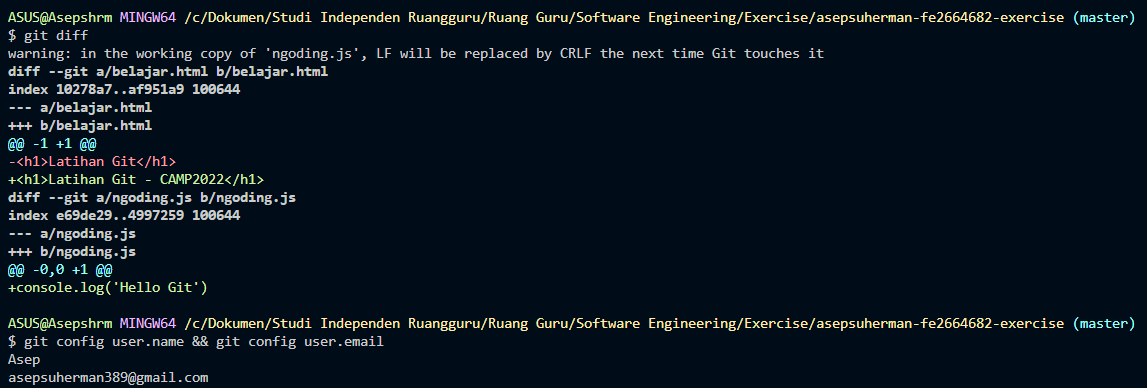 ASUS@Asepshrm MINGW64 /c/Dokumen/Studi Independen Ruangguru/Ruang Guru/Software Engineering/Exercise/asepsuherman-fe2664682-exercise (master)
$ git diff
warning: in the working copy of 'ngoding.js', LF will be replaced by CRLF the next time Git touches it
diff --git a/belajar.html b/belajar.html
index 10278a7..af951a9 100644
--- a/belajar.html
+++ b/belajar.html
@@ -1 +1 @@
-<h1>Latihan Git</h1>
+<h1>Latihan Git - CAMP2022</h1>
diff --git a/ngoding.js b/ngoding.js
index e69de29..4997259 100644
--- a/ngoding.js
+++ b/ngoding.js
@@ -0,0 +1 @@
+console.log('Hello Git')
ASUS@Asepshrm MINGW64 /c/Dokumen/Studi Independen Ruangguru/Ruang Guru/Software Engineering/Exercise/asepsuherman-fe2664682-exercise (master)
$ git config user.name && git config user.email
Asep
asepsuherman389@gmail.com